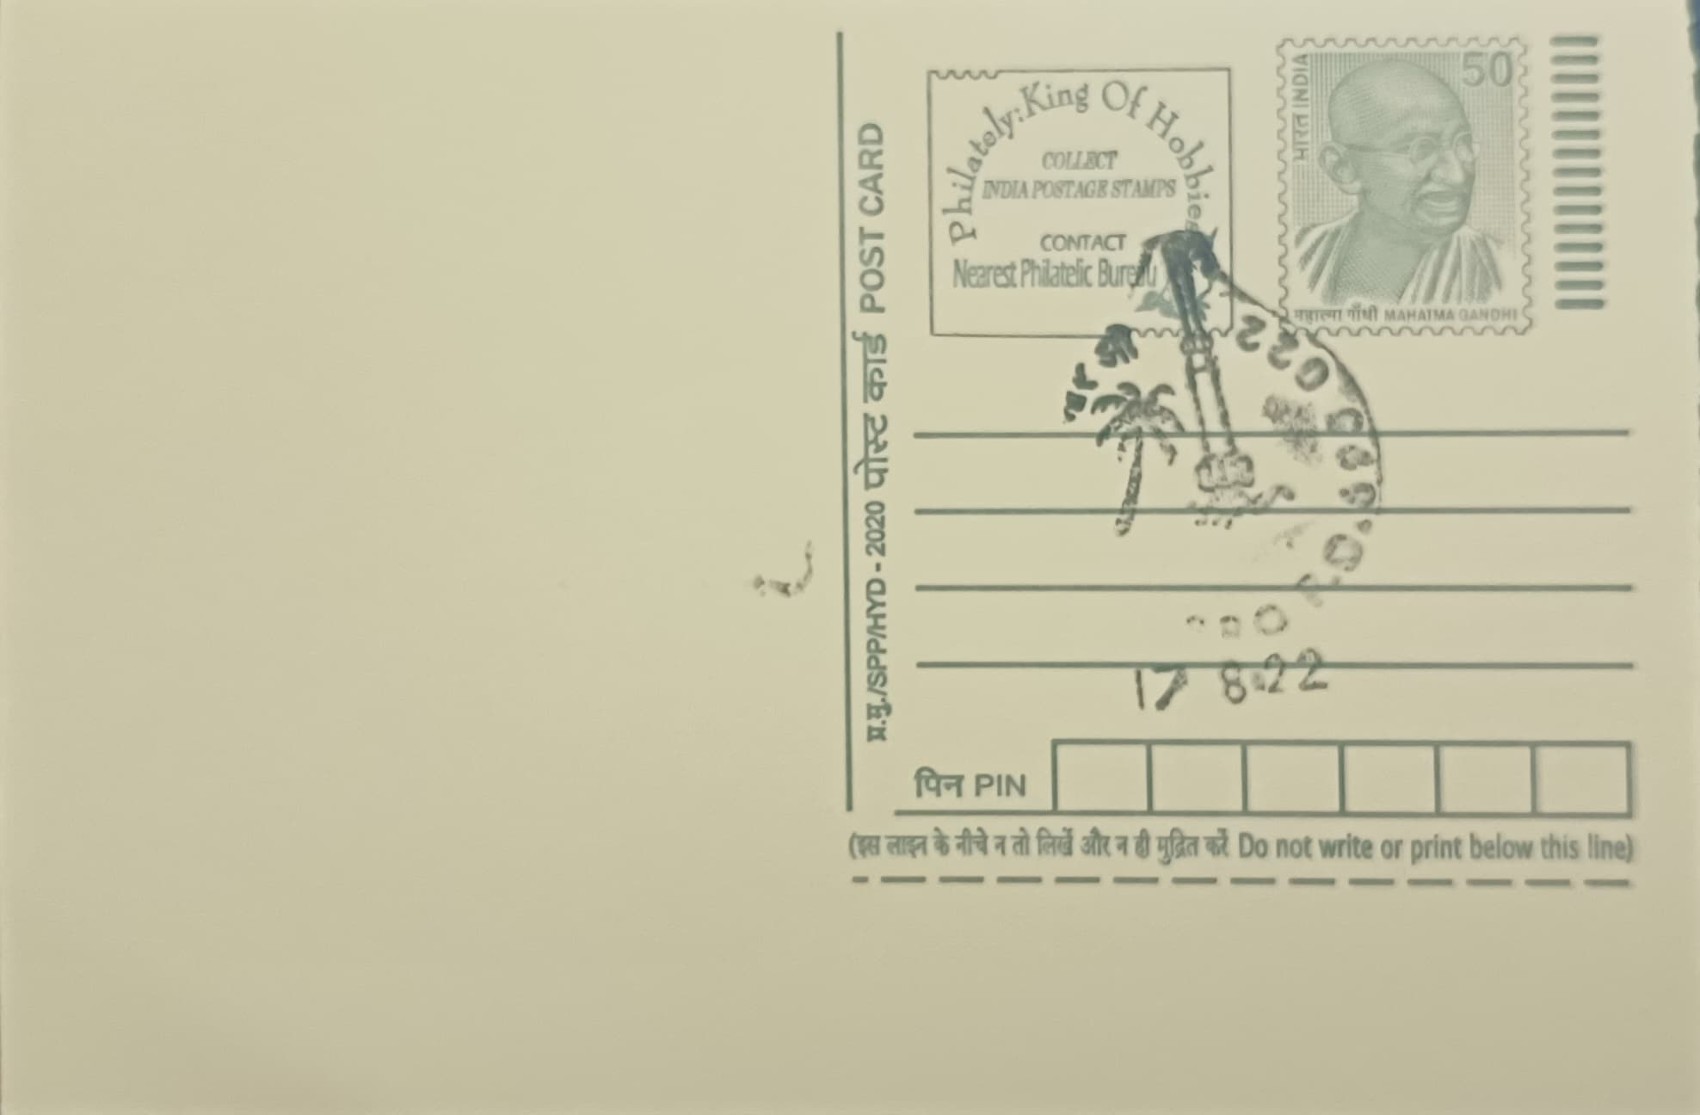 प्र.मु./SPP/HYD - 2020 पोस्ट कार्ड POST CARD
Philately:King Of Hobbies
COLLECT
INDIA POSTAGE STAMPS
CONTACT
Nearest Philatelic Bureau
50
भारत INDIA
महात्मा गाँधी MAHATMA GANDHI
17 8.22
पिन PIN
(इस लाइन के नीचे न तो लिखें और न ही मुद्रित करें Do not write or print below this line)